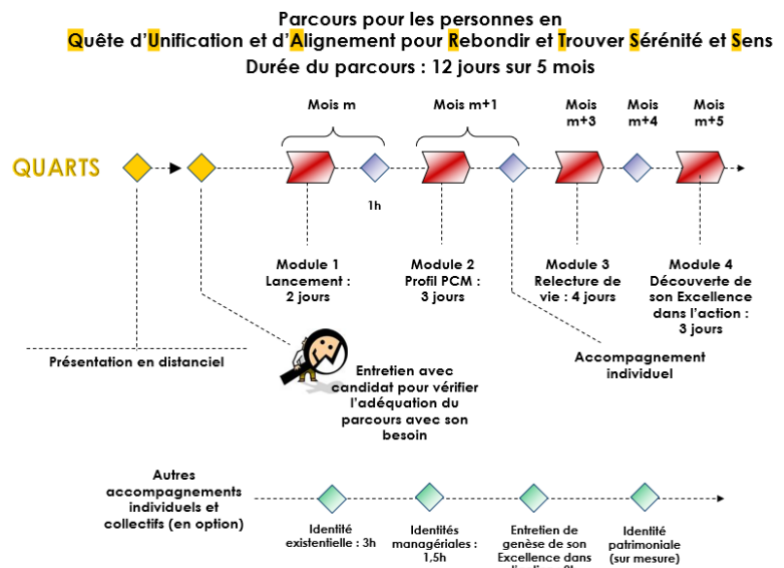 Parcours pour les personnes en
Quête d'Unification et d'Alignement pour Rebondir et Trouver Sérénité et Sens
Durée du parcours : 12 jours sur 5 mois
Mois m
Mois m+1
Mois
m+3
Mois
m+4
Mois
m+5
QUARTS
1h
Module 1
Lancement :
2 jours
Module 2
Profil PCM :
3 jours
Module 3
Relecture de
vie : 4 jours
Module 4
Découverte de
son Excellence
dans l'action :
3 jours
Présentation en distanciel
Entretien avec
candidat pour vérifier
l'adéquation du
parcours avec son
besoin
Accompagnement
individuel
Autres
accompagnements
individuels et
collectifs (en option)
Identité
existentielle : 3h
Identités
managériales :
1,5h
Entretien de
genèse de son
Excellence dans
Identité
patrimoniale
(sur mesure)